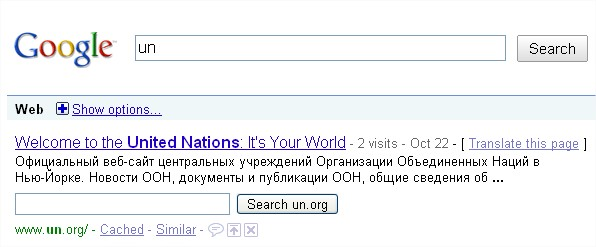 Google un Search
Web Show options...
Welcome to the United Nations: It's Your World - 2 visits - Oct 22 - [ Translate this page ]
Официальный веб-сайт центральных учреждений Организации Объединенных Наций в
Нью-Йорке. Новости ООН, документы и публикации ООН, общие сведения об ...
Search un.org
www.un.org/ - Cached - Similar -